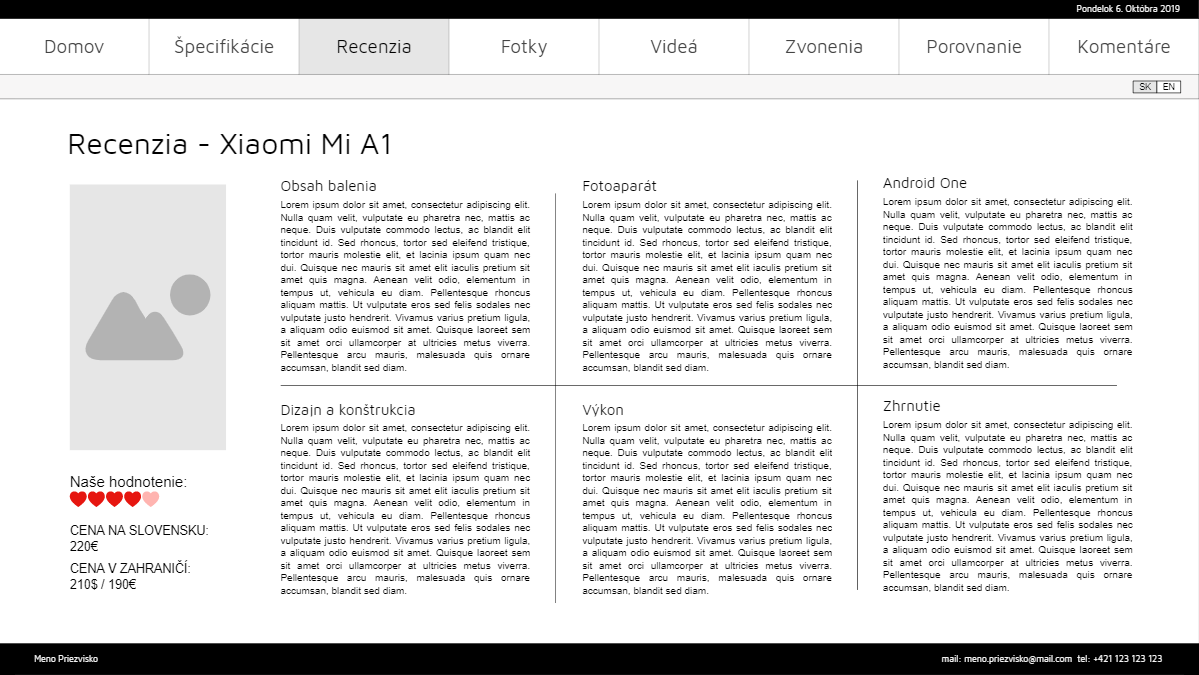 Pondelok 6. Októbra 2019
Domov
Špecifikácie
Recenzia
Fotky
Videá
Zvonenia
Porovnanie
Komentáre
SK
EN
Recenzia - Xiaomi Mi A1
Naše hodnotenie:
CENA NA SLOVENSKU:
220€
CENA V ZAHRANIČÍ:
210$ / 190€
Obsah balenia
Lorem ipsum dolor sit amet, consectetur adipiscing elit.
Nulla quam velit, vulputate eu pharetra nec, mattis ac
neque. Duis vulputate commodo lectus, ac blandit elit
tincidunt id. Sed rhoncus, tortor sed eleifend tristique,
tortor mauris molestie elit, et lacinia ipsum quam nec
dui. Quisque nec mauris sit amet elit iaculis pretium sit
amet quis magna. Aenean velit odio, elementum in
tempus ut, vehicula eu diam. Pellentesque rhoncus
aliquam mattis. Ut vulputate eros sed felis sodales nec
vulputate justo hendrerit. Vivamus varius pretium ligula,
a aliquam odio euismod sit amet. Quisque laoreet sem
sit amet orci ullamcorper at ultricies metus viverra.
Pellentesque arcu mauris, malesuada quis ornare
accumsan, blandit sed diam.
Fotoaparát
Lorem ipsum dolor sit amet, consectetur adipiscing elit.
Nulla quam velit, vulputate eu pharetra nec, mattis ac
neque. Duis vulputate commodo lectus, ac blandit elit
tincidunt id. Sed rhoncus, tortor sed eleifend tristique,
tortor mauris molestie elit, et lacinia ipsum quam nec
dui. Quisque nec mauris sit amet elit iaculis pretium sit
amet quis magna. Aenean velit odio, elementum in
tempus ut, vehicula eu diam. Pellentesque rhoncus
aliquam mattis. Ut vulputate eros sed felis sodales nec
vulputate justo hendrerit. Vivamus varius pretium ligula,
a aliquam odio euismod sit amet. Quisque laoreet sem
sit amet orci ullamcorper at ultricies metus viverra.
Pellentesque arcu mauris, malesuada quis ornare
accumsan, blandit sed diam.
Android One
Lorem ipsum dolor sit amet, consectetur adipiscing elit.
Nulla quam velit, vulputate eu pharetra nec, mattis ac
neque. Duis vulputate commodo lectus, ac blandit elit
tincidunt id. Sed rhoncus, tortor sed eleifend tristique,
tortor mauris molestie elit, et lacinia ipsum quam nec
dui. Quisque nec mauris sit amet elit iaculis pretium sit
amet quis magna. Aenean velit odio, elementum in
tempus ut, vehicula eu diam. Pellentesque rhoncus
aliquam mattis. Ut vulputate eros sed felis sodales nec
vulputate justo hendrerit. Vivamus varius pretium ligula,
a aliquam odio euismod sit amet. Quisque laoreet sem
sit amet orci ullamcorper at ultricies metus viverra.
Pellentesque arcu mauris, malesuada quis ornare
accumsan, blandit sed diam.
Dizajn a konštrukcia
Lorem ipsum dolor sit amet, consectetur adipiscing elit.
Nulla quam velit, vulputate eu pharetra nec, mattis ac
neque. Duis vulputate commodo lectus, ac blandit elit
tincidunt id. Sed rhoncus, tortor sed eleifend tristique,
tortor mauris molestie elit, et lacinia ipsum quam nec
dui. Quisque nec mauris sit amet elit iaculis pretium sit
amet quis magna. Aenean velit odio, elementum in
tempus ut, vehicula eu diam. Pellentesque rhoncus
aliquam mattis. Ut vulputate eros sed felis sodales nec
vulputate justo hendrerit. Vivamus varius pretium ligula,
a aliquam odio euismod sit amet. Quisque laoreet sem
sit amet orci ullamcorper at ultricies metus viverra.
Pellentesque arcu mauris, malesuada quis ornare
accumsan, blandit sed diam.
Výkon
Lorem ipsum dolor sit amet, consectetur adipiscing elit.
Nulla quam velit, vulputate eu pharetra nec, mattis ac
neque. Duis vulputate commodo lectus, ac blandit elit
tincidunt id. Sed rhoncus, tortor sed eleifend tristique,
tortor mauris molestie elit, et lacinia ipsum quam nec
dui. Quisque nec mauris sit amet elit iaculis pretium sit
amet quis magna. Aenean velit odio, elementum in
tempus ut, vehicula eu diam. Pellentesque rhoncus
aliquam mattis. Ut vulputate eros sed felis sodales nec
vulputate justo hendrerit. Vivamus varius pretium ligula,
a aliquam odio euismod sit amet. Quisque laoreet sem
sit amet orci ullamcorper at ultricies metus viverra.
Pellentesque arcu mauris, malesuada quis ornare
accumsan, blandit sed diam.
Zhrnutie
Lorem ipsum dolor sit amet, consectetur adipiscing elit.
Nulla quam velit, vulputate eu pharetra nec, mattis ac
neque. Duis vulputate commodo lectus, ac blandit elit
tincidunt id. Sed rhoncus, tortor sed eleifend tristique,
tortor mauris molestie elit, et lacinia ipsum quam nec
dui. Quisque nec mauris sit amet elit iaculis pretium sit
amet quis magna. Aenean velit odio, elementum in
tempus ut, vehicula eu diam. Pellentesque rhoncus
aliquam mattis. Ut vulputate eros sed felis sodales nec
vulputate justo hendrerit. Vivamus varius pretium ligula,
a aliquam odio euismod sit amet. Quisque laoreet sem
sit amet orci ullamcorper at ultricies metus viverra.
Pellentesque arcu mauris, malesuada quis ornare
accumsan, blandit sed diam.
Meno Priezvisko
mail: meno.priezvisko@mail.com tel: +421 123 123 123